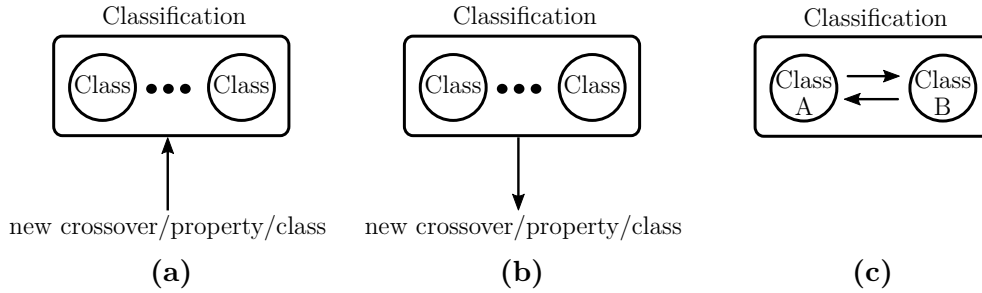 Classification
Class
Class
new crossover/property/class
(a)
Classification
Class
Class
new crossover/property/class
(b)
Classification
Class
A
Class
B
(c)